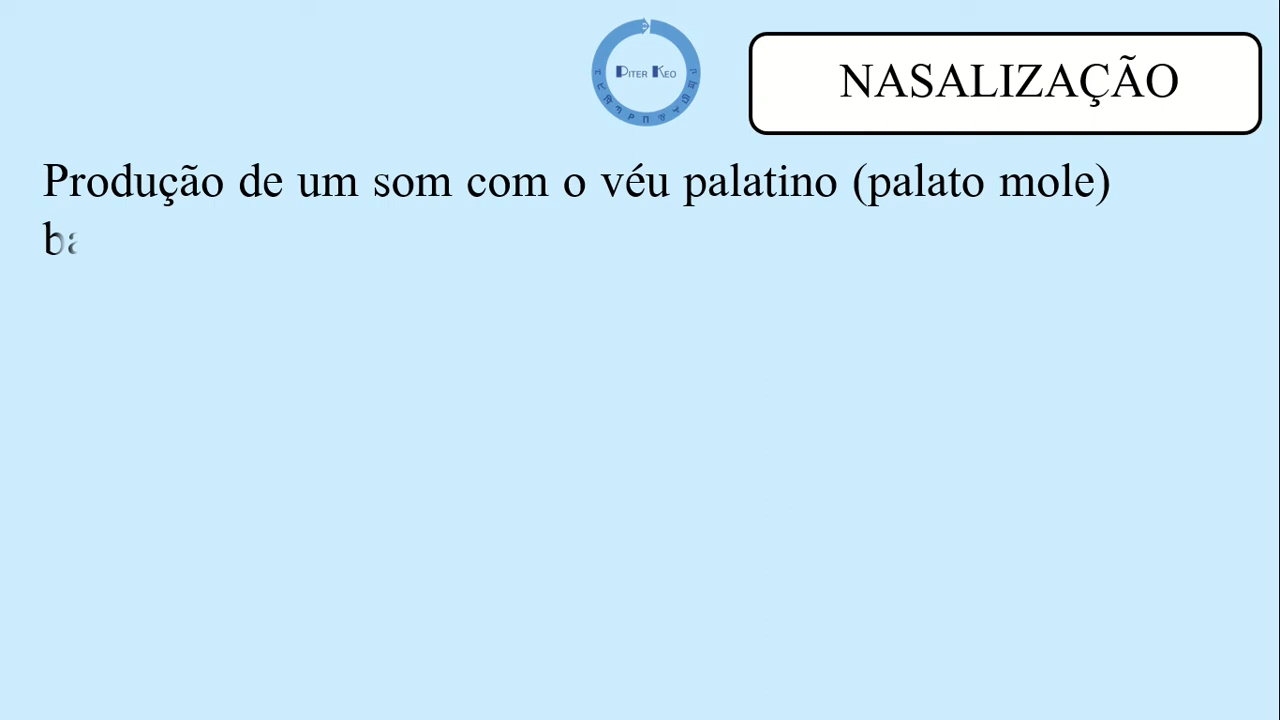 PITER KEO
NASALIZAÇÃO
Produção de um som com o véu palatino (palato mole)